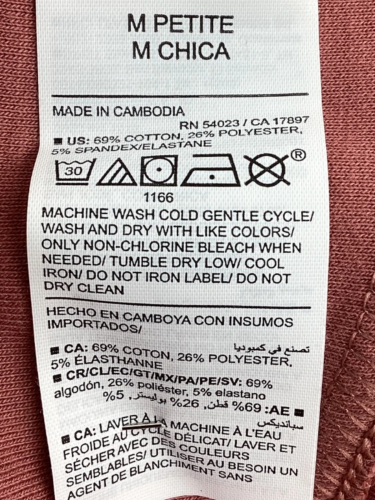 M PETITE
M CHICA
MADE IN CAMBODIA
RN 54023 / CA 17897
■ US: 69% COTTON, 26% POLYESTER,
5% SPANDEX/ELASTANE
30
®
1166
MACHINE WASH COLD GENTLE CYCLE/
WASH AND DRY WITH LIKE COLORS/
ONLY NON-CHLORINE BLEACH WHEN
NEEDED/ TUMBLE DRY LOW/ COOL
IRON/ DO NOT IRON LABEL/ DO NOT
DRY CLEAN
HECHO EN CAMBOYA CON INSUMOS
IMPORTADOS/
تصنع في كمبوديا
■ CA: 69% COTON, 26% POLYESTER,
5% ÉLASTHANNE
■ CR/CL/EC/GT/MX/PA/PE/SV: 69%
algodón, 26% poliéster, 5% elastano
■ AE: 69% قطن, 26% بوليستر, 5%
سباندیکس
■ CA: LAVER À LA MACHINE À L'EAU
FROIDE AU CYCLE DÉLICAT/ LAVER ET
SÉCHER AVEC DES COULEURS
SEMBLABLES/ UTILISER AU BESOIN UN
AGENT DE BLANCHIMENT SANS